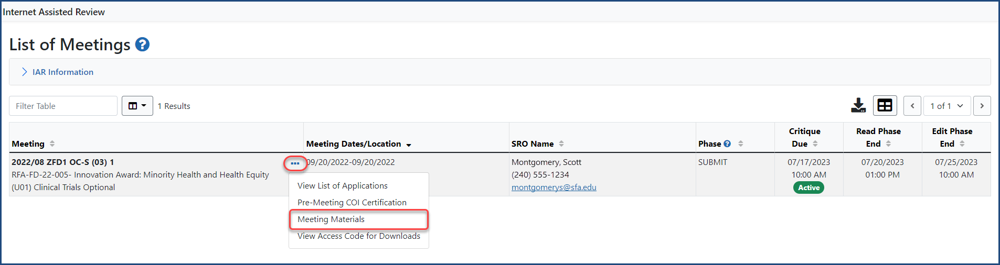 Internet Assisted Review
List of Meetings ?
IAR Information
Filter Table
1 Results
1 of 1
Meeting
Meeting Dates/Location
SRO Name
Phase ?
Critique
Due
Read Phase
End
Edit Phase
End
2022/08 ZFD1 OC-S (03) 1
RFA-FD-22-005- Innovation Award: Minority Health and Health Equity
(U01) Clinical Trials Optional
09/20/2022-09/20/2022
Montgomery, Scott
(240) 555-1234
montgomerys@sfa.edu
SUBMIT
07/17/2023
10:00 AM
Active
07/20/2023
01:00 PM
07/25/2023
10:00 AM
View List of Applications
Pre-Meeting COI Certification
Meeting Materials
View Access Code for Downloads